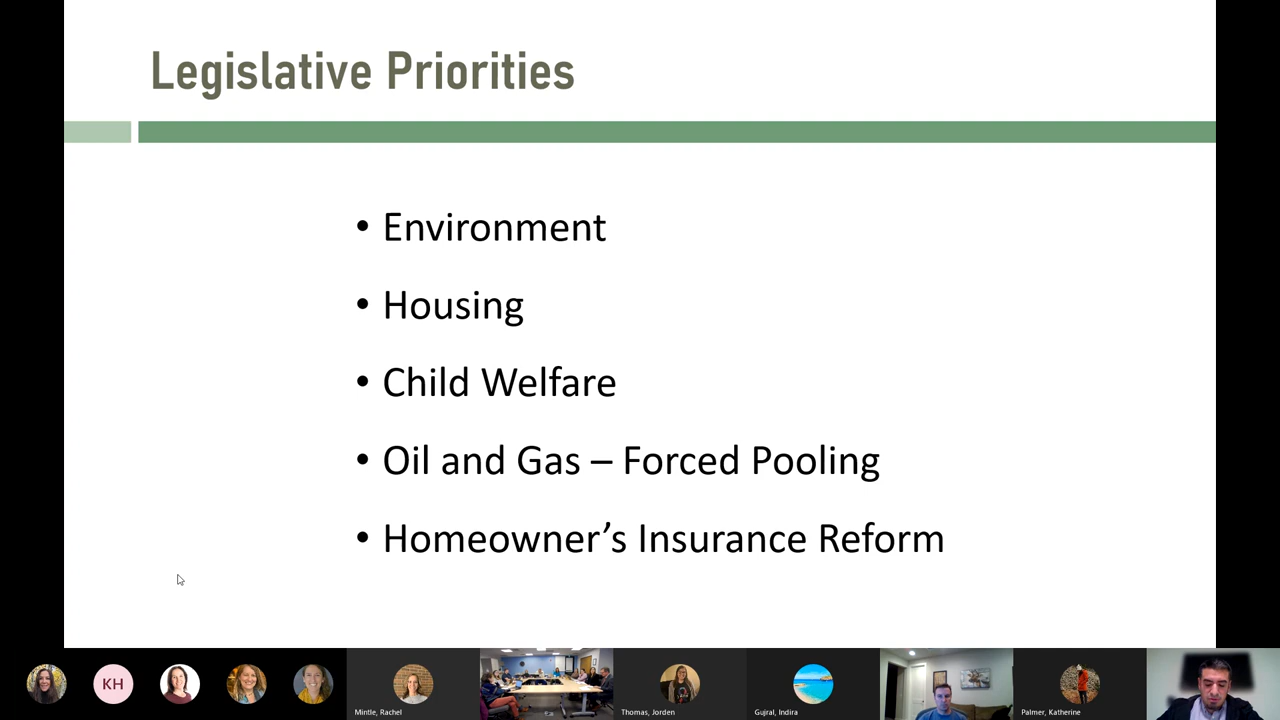 Legislative Priorities
• Environment
• Housing
• Child Welfare
• Oil and Gas – Forced Pooling
• Homeowner’s Insurance Reform
KH
Mintle, Rachel
Thomas, Jorden
Gujral, Indira
Palmer, Katherine